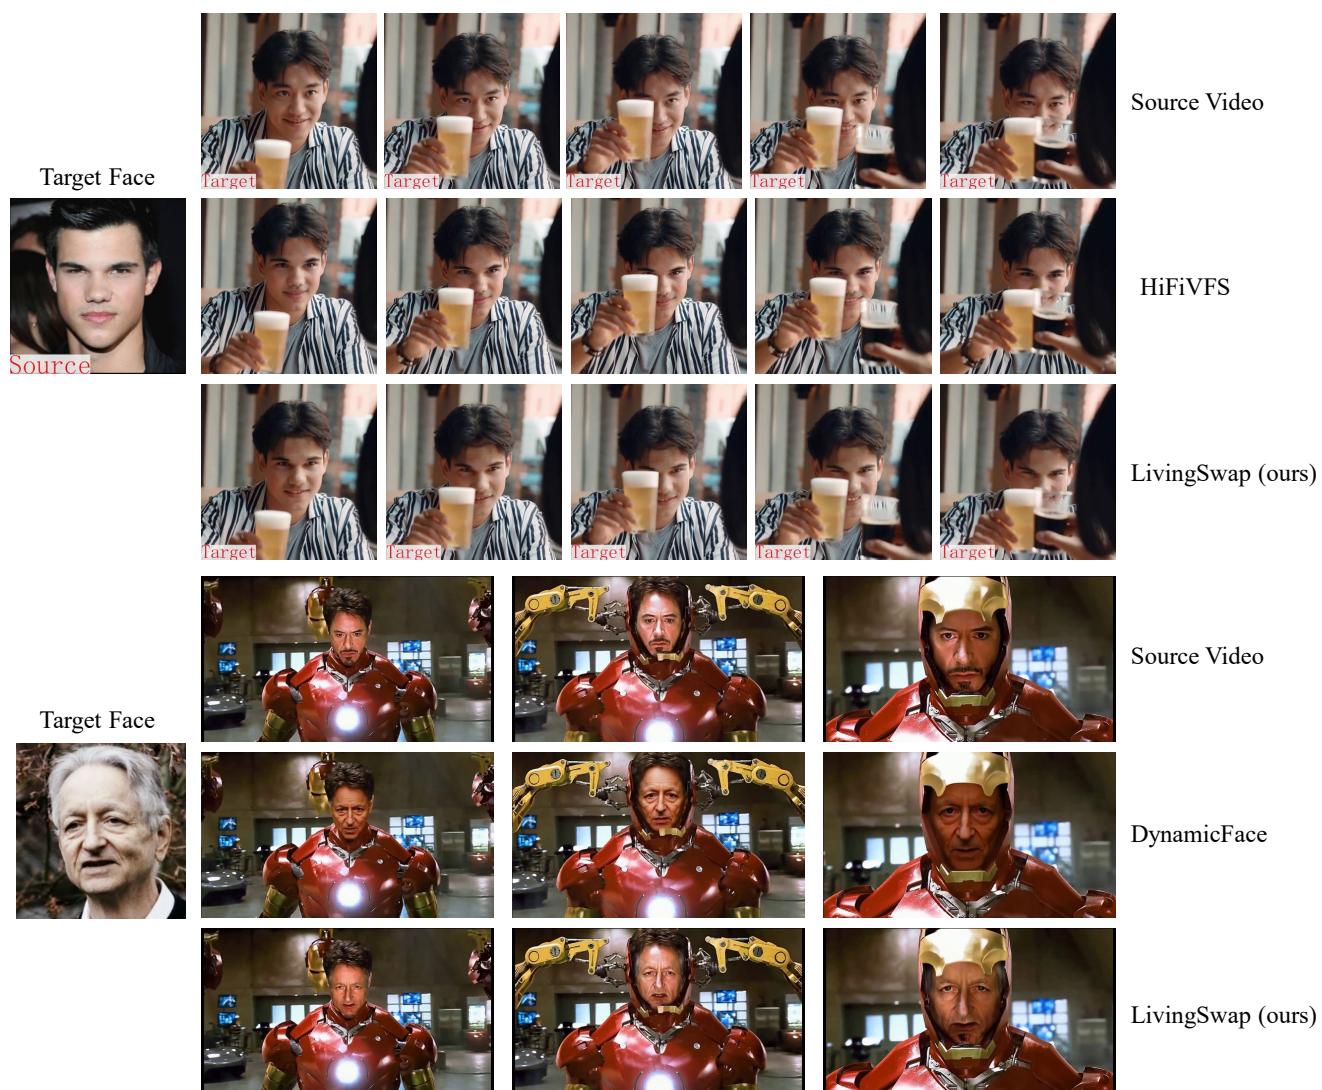 Source Video
Target
Target
Target
Target
Target
Target Face
Source
HiFiVFS
LivingSwap (ours)
Target
Target
Target
Target
Target
Source Video
Target Face
DynamicFace
LivingSwap (ours)